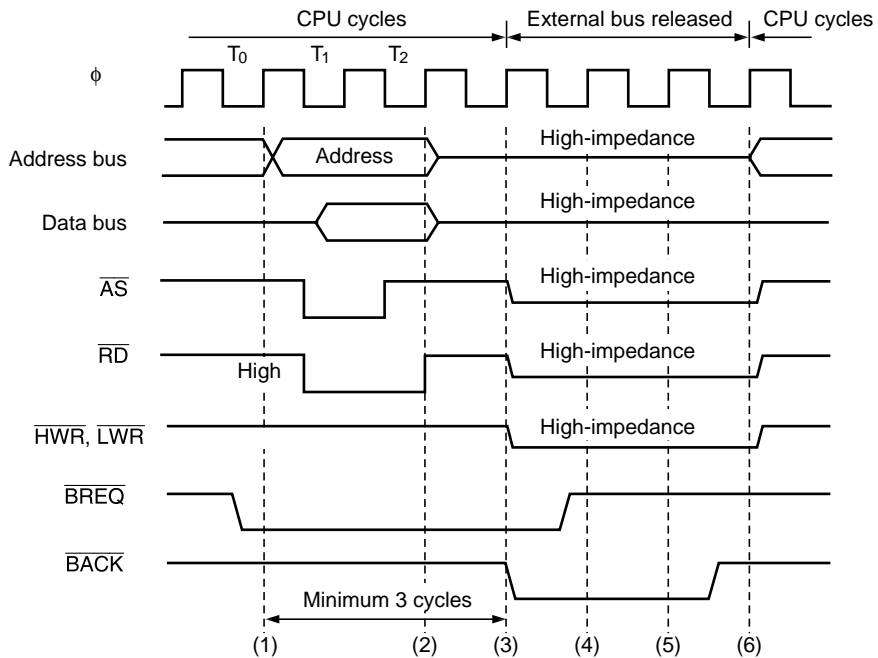 CPU cycles External bus released CPU cycles
T0 T1 T2
ϕ
Address bus Address High-impedance
Data bus High-impedance
AS High-impedance
RD High High-impedance
HWR, LWR High-impedance
BREQ
BACK
Minimum 3 cycles
(1) (2) (3) (4) (5) (6)